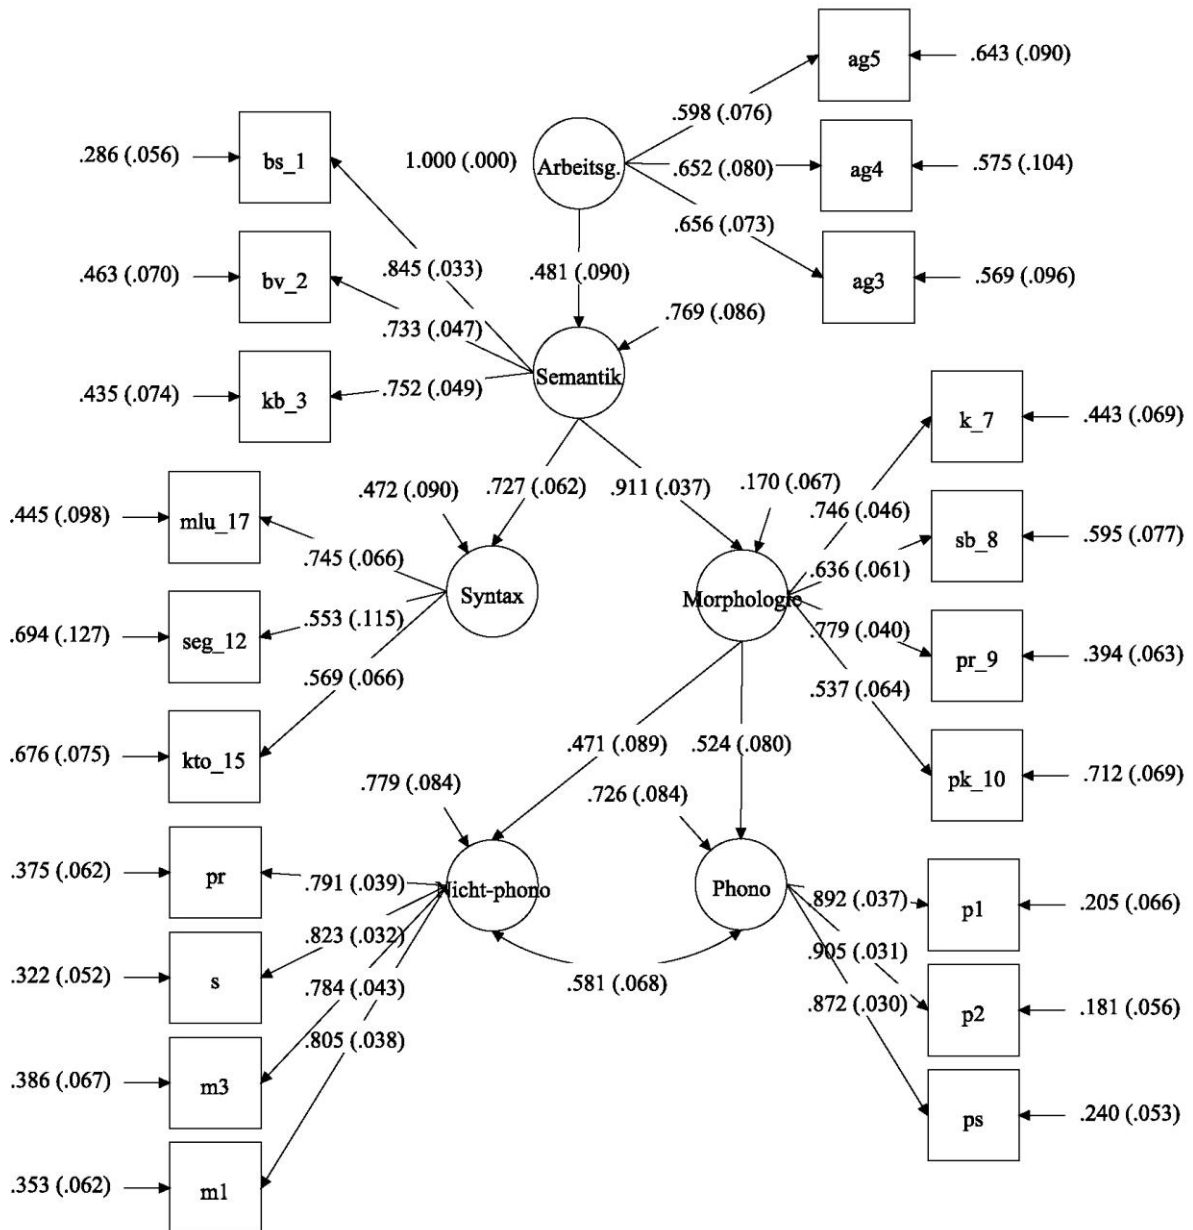 ag5
.643 (.090)
.598 (.076)
bs_1
.286 (.056)
1.000 (.000)
Arbeitsg.
.652 (.080)
ag4
.575 (.104)
.656 (.073)
bv_2
.463 (.070)
.845 (.033)
.481 (.090)
ag3
.569 (.096)
.733 (.047)
.769 (.086)
kb_3
.435 (.074)
.752 (.049)
Semantik
k_7
.443 (.069)
.472 (.090)
.727 (.062)
.911 (.037)
.170 (.067)
.746 (.046)
mlu_17
.445 (.098)
.745 (.066)
sb_8
.595 (.077)
.636 (.061)
Syntax
Morphologie
.553 (.115)
seg_12
.694 (.127)
.779 (.040)
pr_9
.394 (.063)
.569 (.066)
.537 (.064)
kto_15
.676 (.075)
.471 (.089)
.524 (.080)
pk_10
.712 (.069)
.779 (.084)
.726 (.084)
pr
.375 (.062)
.791 (.039)
Nicht-phono
Phono
.892 (.037)
p1
.205 (.066)
.823 (.032)
.905 (.031)
s
.322 (.052)
.784 (.043)
.581 (.068)
.872 (.030)
p2
.181 (.056)
.805 (.038)
m3
.386 (.067)
ps
.240 (.053)
m1
.353 (.062)